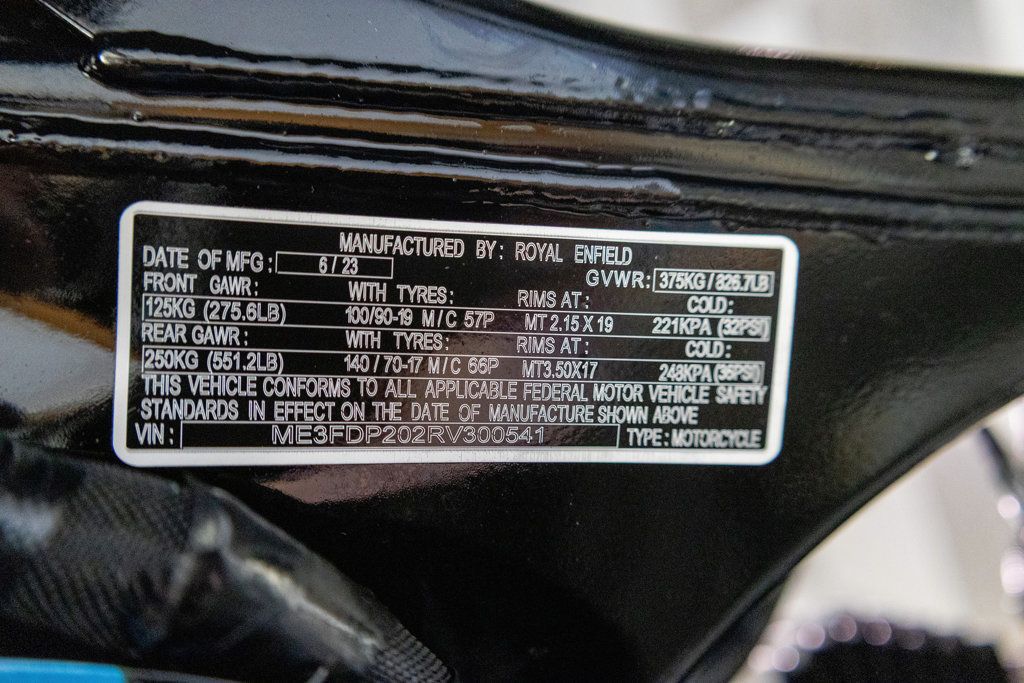 MANUFACTURED BY: ROYAL ENFIELD
DATE OF MFG: 6/23 GVWR: 375KG/826.7LB
FRONT GAWR: WITH TYRES: RIMS AT: COLD:
125KG (275.6LB) 100/90-19 M/C 57P MT 2.15 X 19 221KPA (32PSI)
REAR GAWR: WITH TYRES: RIMS AT: COLD:
250KG (551.2LB) 140/70-17 M/C 66P MT3.50X17 248KPA (36PSI)
THIS VEHICLE CONFORMS TO ALL APPLICABLE FEDERAL MOTOR VEHICLE SAFETY
STANDARDS IN EFFECT ON THE DATE OF MANUFACTURE SHOWN ABOVE
VIN: ME3FDP202RV300541 TYPE: MOTORCYCLE